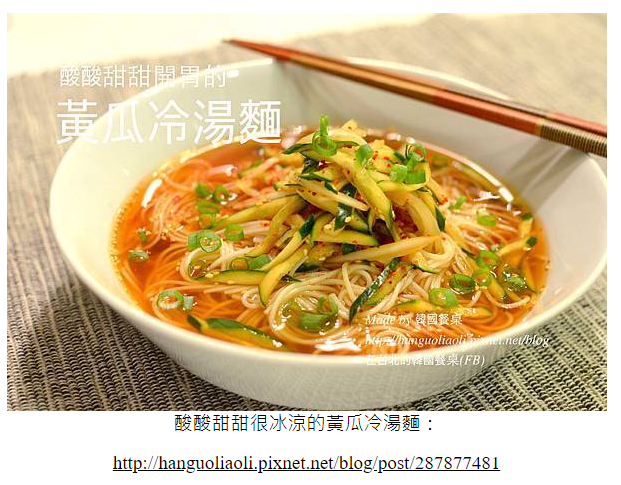 酸酸甜甜開胃的
黃瓜冷湯麵
Made by 韓國餐桌
http://hanguoliaoli.pixnet.net/blog
在台北的韓國餐桌(FB)
酸酸甜甜很冰涼的黃瓜冷湯麵：
http://hanguoliaoli.pixnet.net/blog/post/287877481